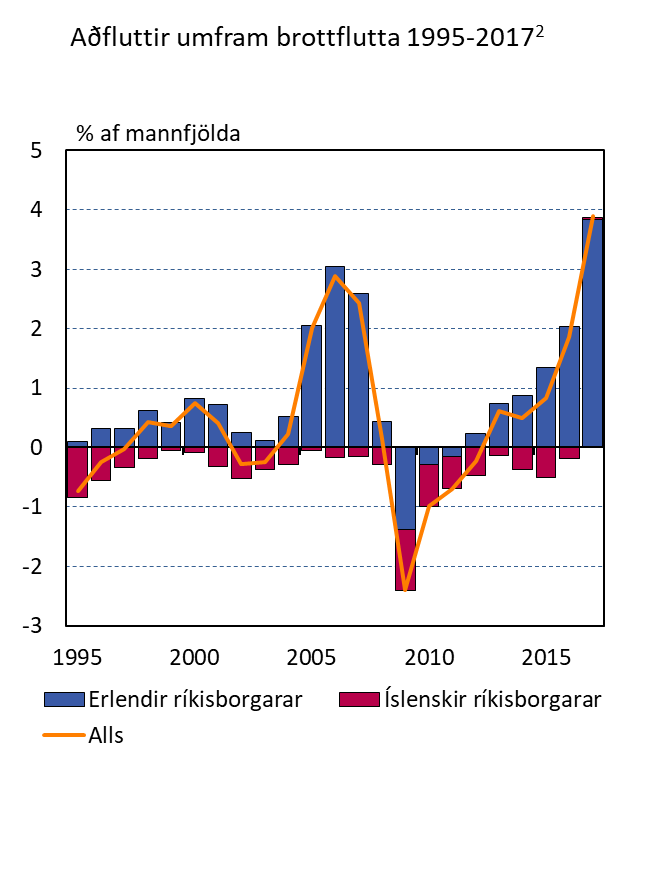 Aðfluttir umfram brottflutta 1995-2017²
% af mannfjölda
5
4
3
2
1
0
-1
-2
-3
1995 2000 2005 2010 2015
Erlendir ríkisborgarar Íslenskir ríkisborgarar
Alls